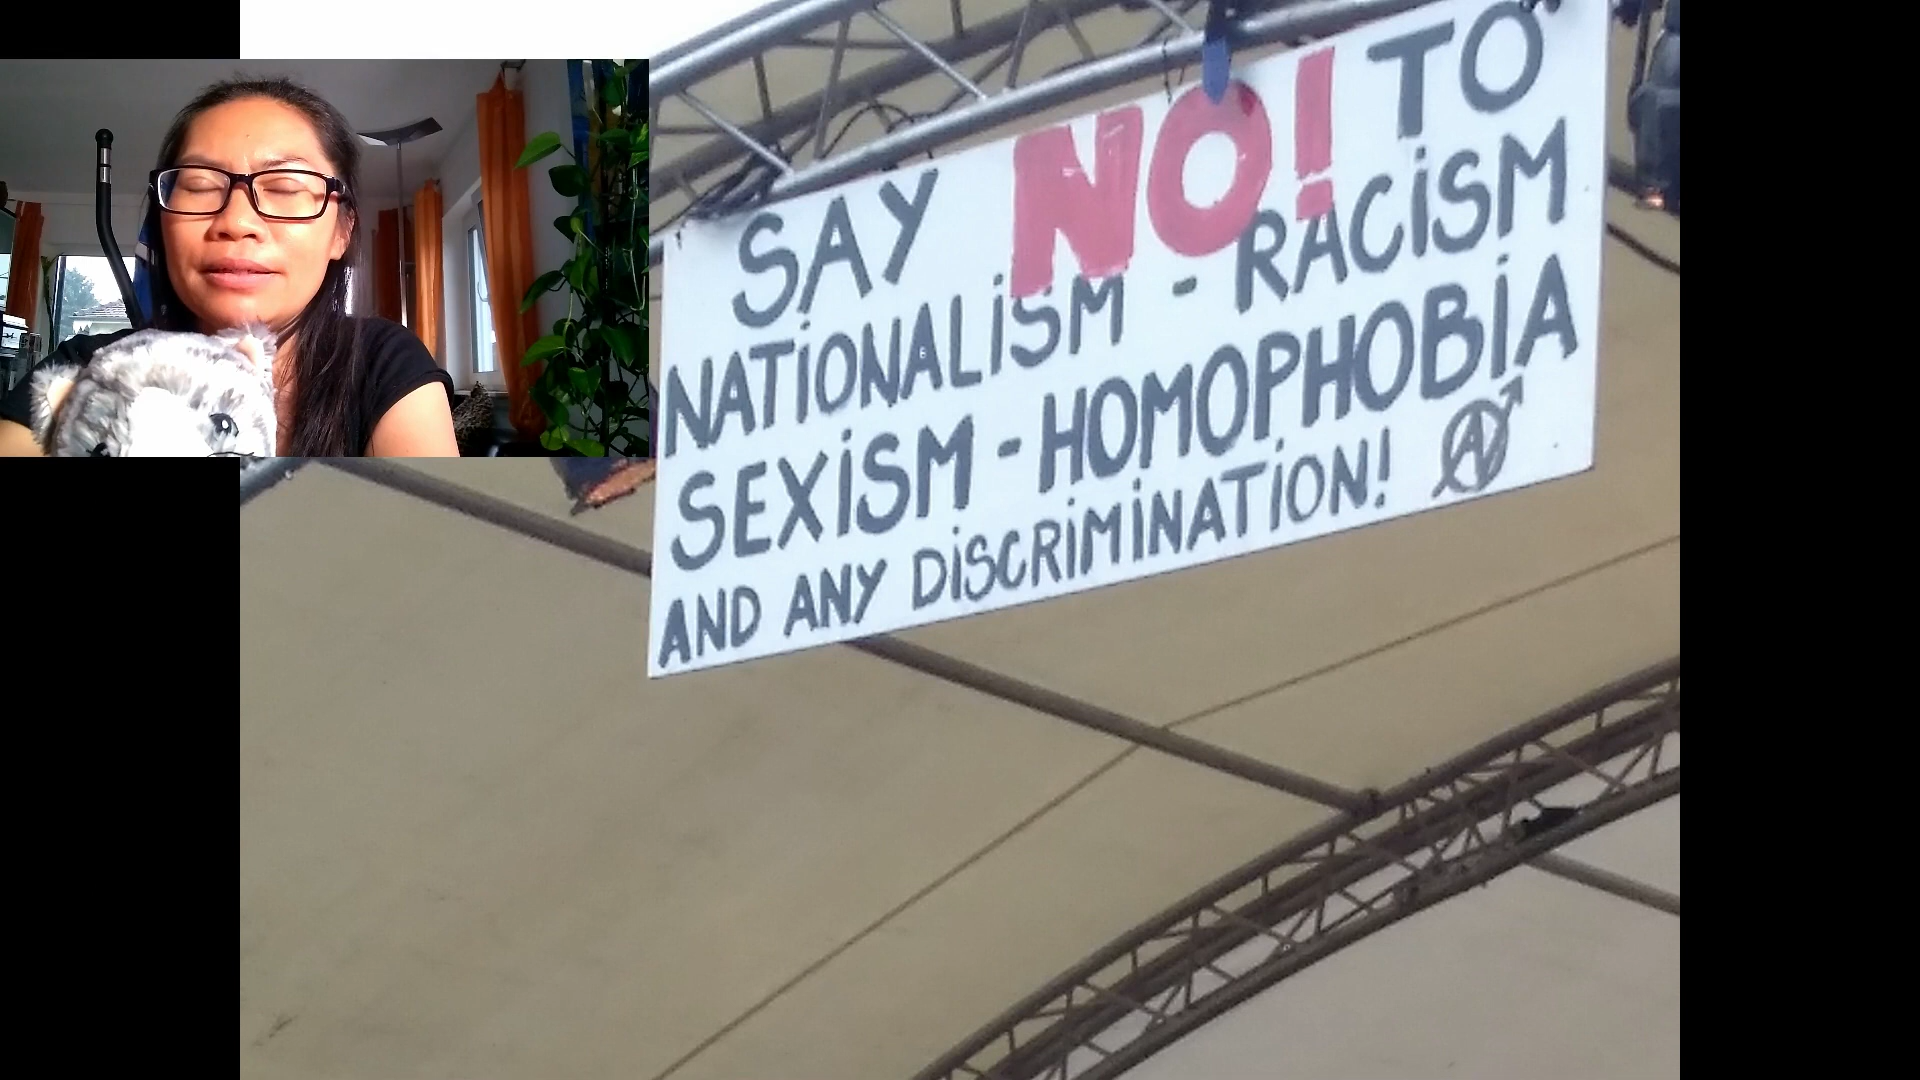 SAY NO! TO
NATIONALISM - RACISM
SEXISM - HOMOPHOBIA
AND ANY DISCRIMINATION!